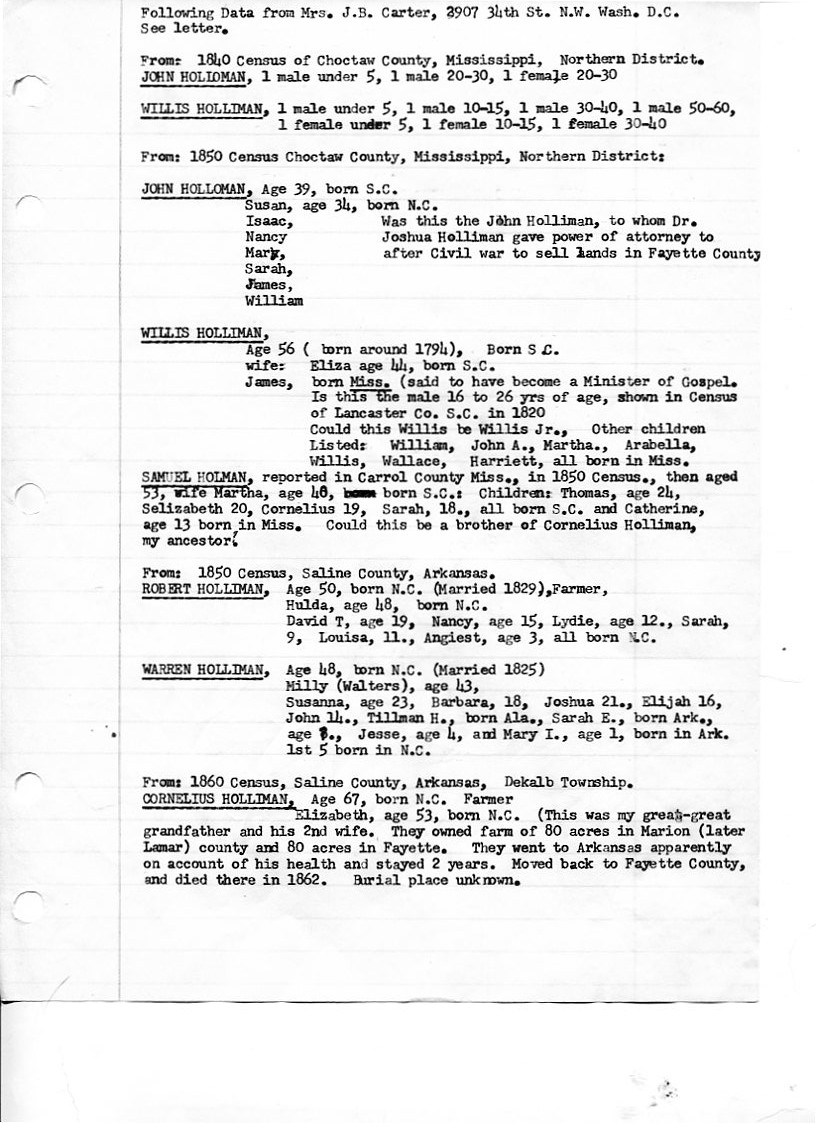 Following Data from Mrs. J.B. Carter, 2907 34th St. N.W. Wash. D.C.
See letter.
From: 1840 Census of Choctaw County, Mississippi, Northern District.
JOHN HOLLOMAN, 1 male under 5, 1 male 20-30, 1 female 20-30
WILLIS HOLLIMAN, 1 male under 5, 1 male 10-15, 1 male 30-40, 1 male 50-60,
1 female under 5, 1 female 10-15, 1 female 30-40
From: 1850 Census Choctaw County, Mississippi, Northern District:
JOHN HOLLOMAN, Age 39, born S.C.
Susan, age 34, born N.C.
Isaac, Was this the John Holliman, to whom Dr.
Nancy Joshua Holliman gave power of attorney to
Mary, after Civil war to sell lands in Fayette County
Sarah,
James,
William
WILLIS HOLLIMAN,
Age 56 ( born around 1794), Born S C.
wife: Eliza age 44, born S.C.
James, born Miss. (said to have become a Minister of Gospel.
Is this the male 16 to 26 yrs of age, shown in Census
of Lancaster Co. S.C. in 1820
Could this Willis be Willis Jr., Other children
Listed: William, John A., Martha., Arabella,
Willis, Wallace, Harriett, all born in Miss.
SAMUEL HOLMAN, reported in Carrol County Miss., in 1850 Census., then aged
53, wife Martha, age 40, born S.C.: Children: Thomas, age 24,
Selizabeth 20, Cornelius 19, Sarah, 18., all born S.C. and Catherine,
age 13 born in Miss. Could this be a brother of Cornelius Holliman,
my ancestor?
From: 1850 Census, Saline County, Arkansas.
ROBERT HOLLIMAN, Age 50, born N.C. (Married 1829),Farmer,
Hulda, age 48, born N.C.
David T, age 19, Nancy, age 15, Lydie, age 12., Sarah,
9, Louisa, 11., Angiest, age 3, all born N.C.
WARREN HOLLIMAN, Age 48, born N.C. (Married 1825)
Milly (Walters), age 43,
Susanna, age 23, Barbara, 18, Joshua 21., Elijah 16,
John 14., Tillman H., born Ala., Sarah E., born Ark.,
age ., Jesse, age 4, and Mary I., age 1, born in Ark.
1st 5 born in N.C.
From: 1860 Census, Saline County, Arkansas, Dekalb Township.
CORNELIUS HOLLIMAN, Age 67, born N.C. Farmer
Elizabeth, age 53, born N.C. (This was my great-great
grandfather and his 2nd wife. They owned farm of 80 acres in Marion (later
Lamar) county and 80 acres in Fayette. They went to Arkansas apparently
on account of his health and stayed 2 years. Moved back to Fayette County,
and died there in 1862. Burial place unknown.